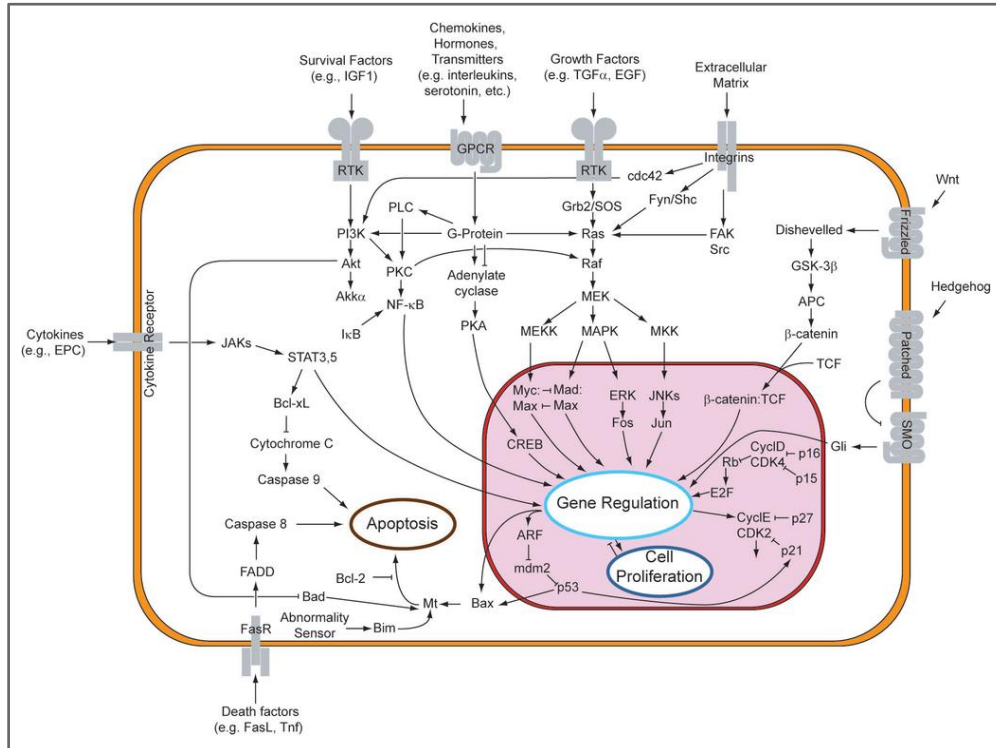 Chemokines,
Hormones,
Transmitters
(e.g. interleukins,
serotonin, etc.)
Survival Factors
(e.g., IGF1)
Growth Factors
(e.g. TGFα, EGF)
Extracellular
Matrix
RTK
GPCR
RTK
Integrins
cdc42
Wnt
Frizzled
PLC
Grb2/SOS
Fyn/Shc
PI3K
G-Protein
Ras
FAK
Src
Dishevelled
Akt
PKC
Adenylate
cyclase
Raf
GSK-3β
Akkα
NF-κB
MEK
APC
Hedgehog
IκB
PKA
MEKK
MAPK
MKK
β-catenin
Patched
Cytokines
(e.g., EPC)
Cytokine Receptor
JAKs
STAT3,5
TCF
Bcl-xL
Myc:
Max
Mad:
Max
ERK
Fos
JNKs
Jun
β-catenin:TCF
SMO
Cytochrome C
CREB
Gli
CyclD
CDK4
p16
p15
Rb
E2F
Caspase 9
Gene Regulation
Caspase 8
Apoptosis
ARF
CyclE
CDK2
p27
p21
mdm2
Cell
Proliferation
FADD
Bcl-2
p53
Bad
Mt
Bax
Abnormality
Sensor
Bim
FasR
Death factors
(e.g. FasL, Tnf)